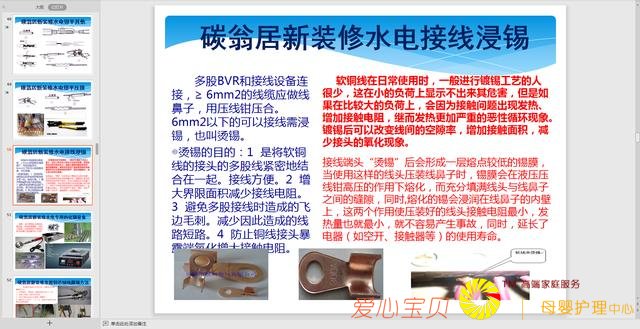 大纲
幻灯片
48
49
50
51
52
碳翁居新装修水电接线浸锡
多股BVR和接线设备连
接，≥ 6mm2的线缆应做线
鼻子，用压线钳压合。
6mm2以下的可以接线需浸
锡，也叫烫锡。
烫锡的目的：1 是将软铜
线的接头的多股线紧密地结
合在一起。接线方便。2 增
大界限面积减少接线电阻。
3 避免多股接线时造成的飞
边毛刺。减少因此造成的线
路短路。4 防止铜线接头暴
露端氧化增大接触电阻。
软铜线在日常使用时，一般进行镀锡工艺的人
很少，这在小的负荷上显示不出来其危害，但是如
果在比较大的负荷上，会因为接触问题出现发热、
增加接触电阻，继而发热更加严重的恶性循环现象。
镀锡后可以改变线间的空隙率，增加接触面积，减
少接头的氧化现象。
接线端头“烫锡”后会形成一层熔点较低的锡膜，
当使用这样的线头压装线鼻子时，锡膜会在液压压
线钳高压的作用下熔化，而充分填满线头与线鼻子
之间的缝隙，同时,熔化的锡会浸润在线鼻子的内壁
上，这两个作用使压装好的线头接触电阻最小，发
热量也就最小，就不容易产生事故，同时，延长了
电器（如空开、接触器等）的使用寿命。
爱心宝贝
TM 高端家庭服务
母婴护理中心
单击此处添加备注